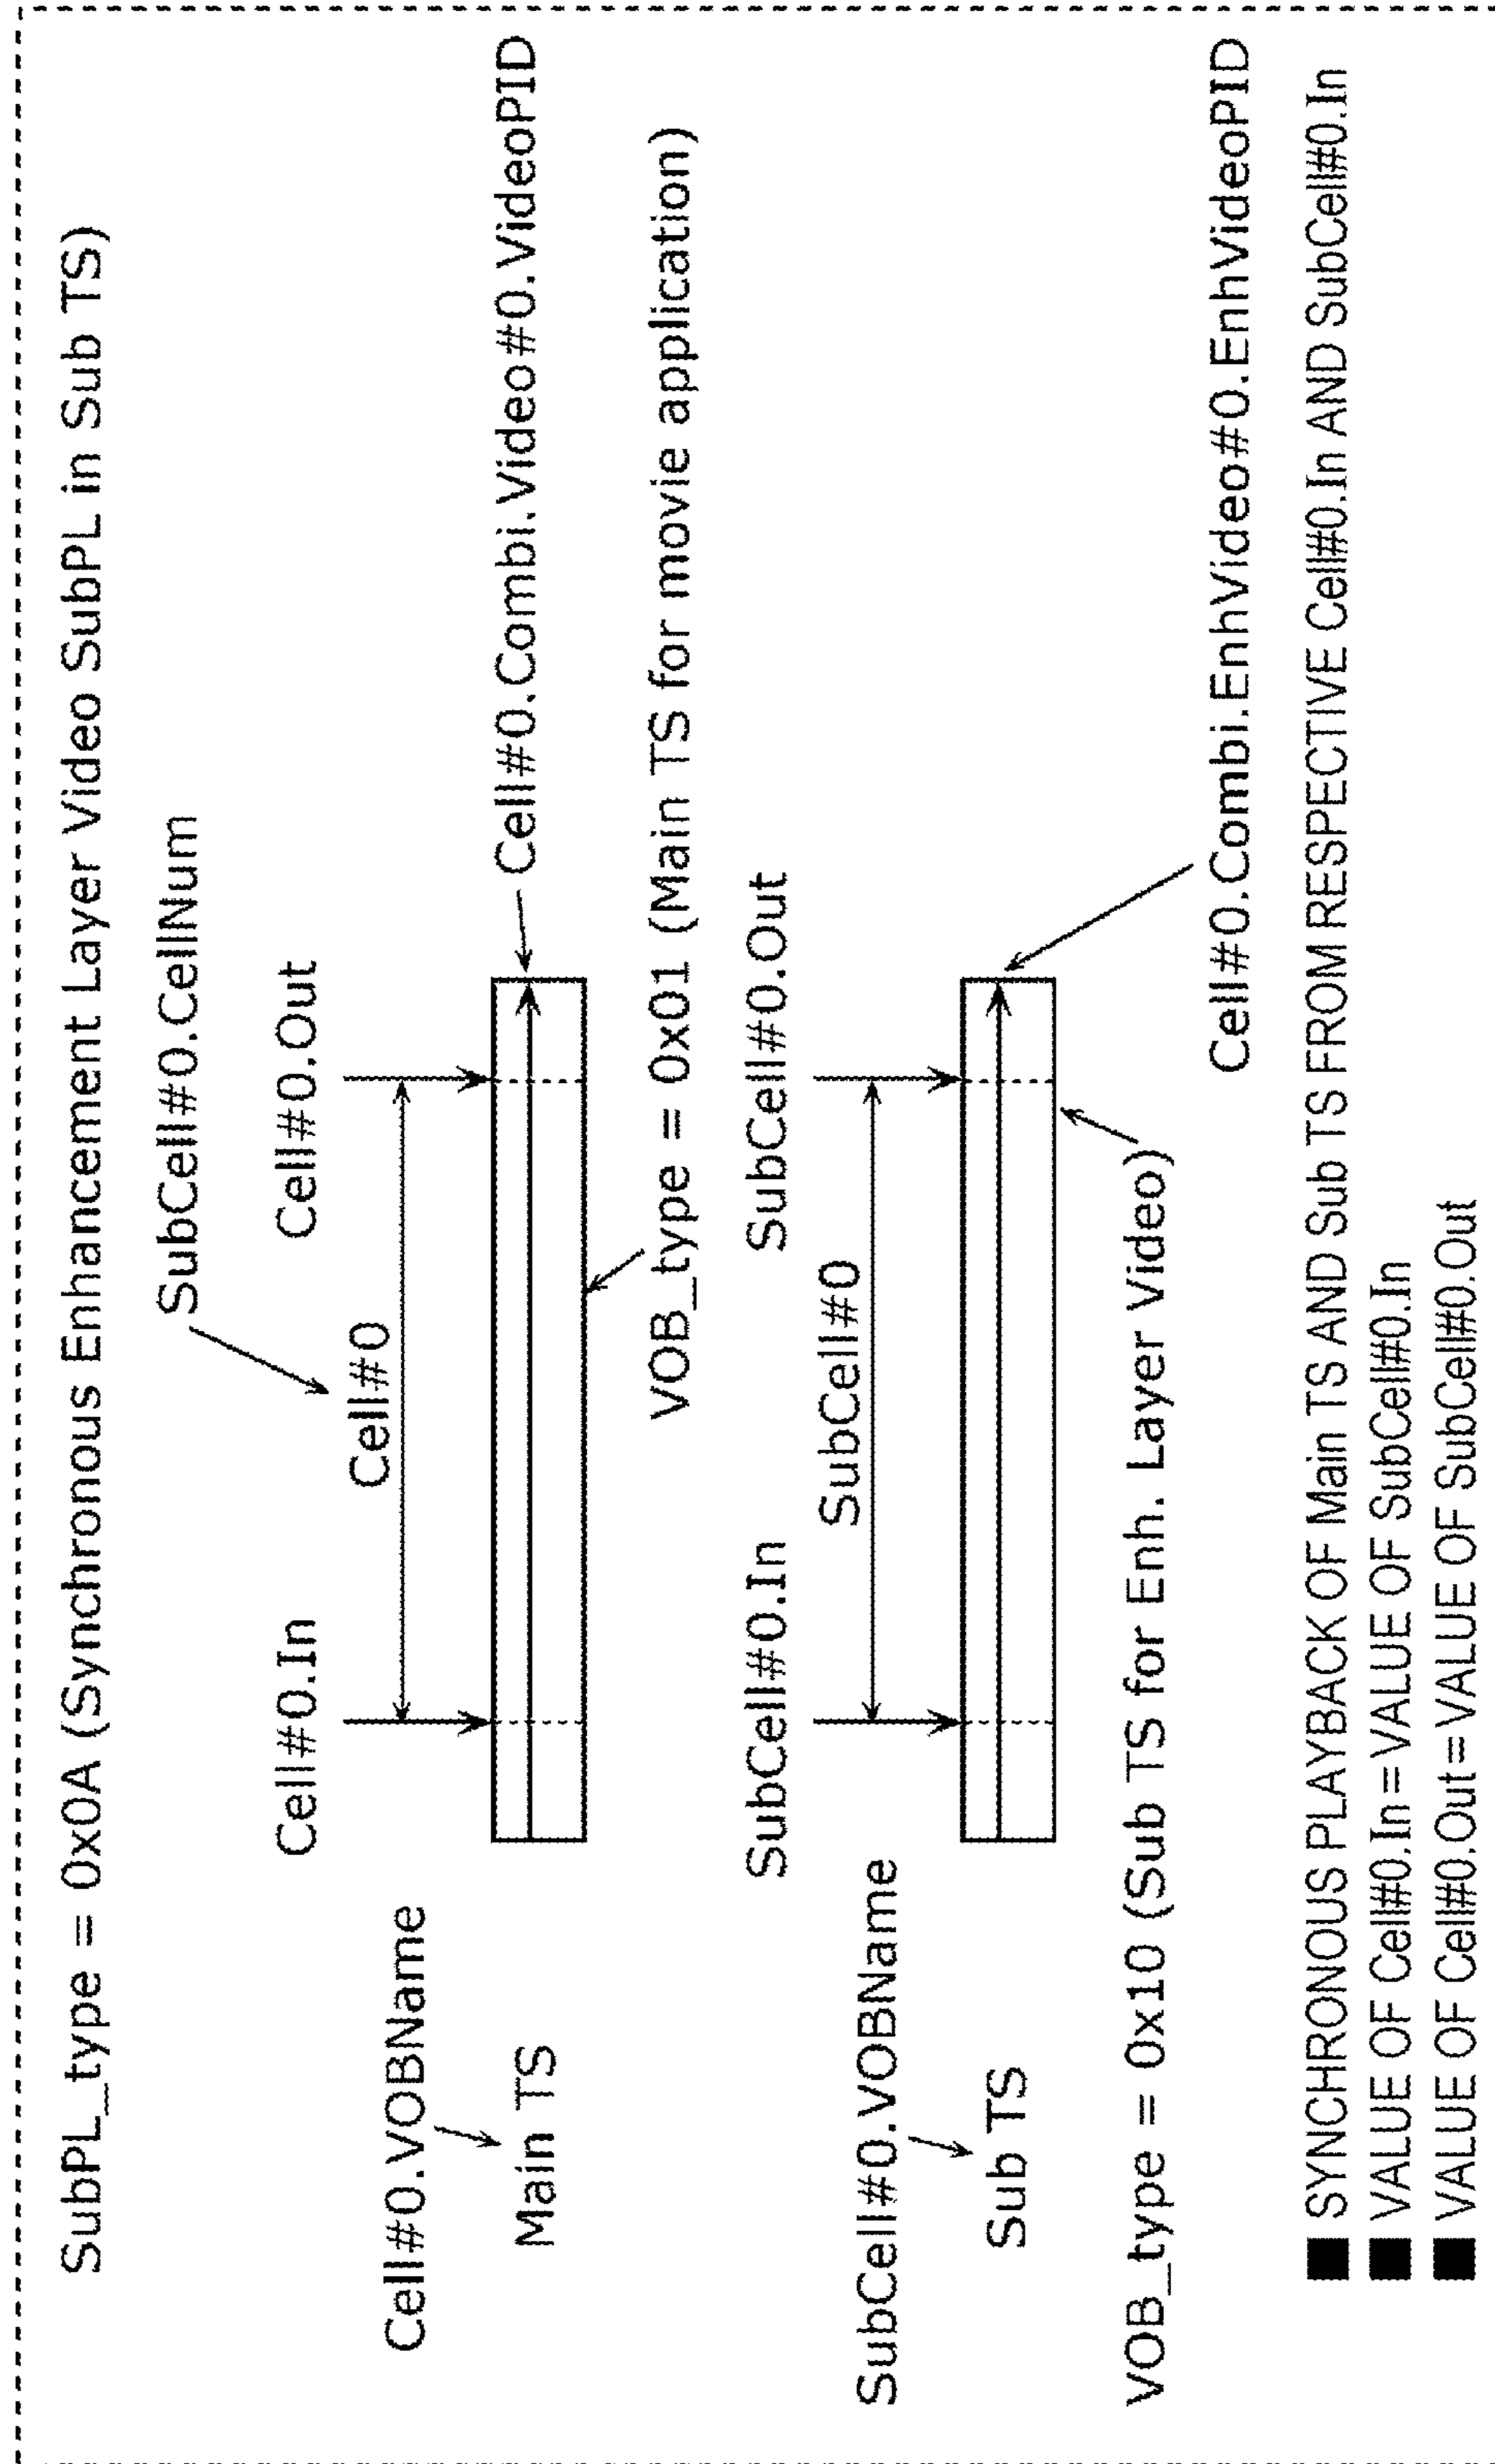 SubPL_type = 0x0A (Synchronous Enhancement Layer Video SubPL in Sub TS)
SubCell#0.CellNum
Cell#0.In
Cell#0.Out
Cell#0
Cell#0.VOBName
Main TS
Cell#0.Combi.Video#0.VideoPID
VOB_type = 0x01 (Main TS for movie application)
SubCell#0.In
SubCell#0.Out
SubCell#0
SubCell#0.VOBName
Sub TS
VOB_type = 0x10 (Sub TS for Enh. Layer Video)
Cell#0.Combi.EnhVideo#0.EnhVideoPID
■ SYNCHRONOUS PLAYBACK OF Main TS AND Sub TS FROM RESPECTIVE Cell#0.In AND SubCell#0.In
■ VALUE OF Cell#0.In=VALUE OF SubCell#0.In
■ VALUE OF Cell#0.Out=VALUE OF SubCell#0.Out